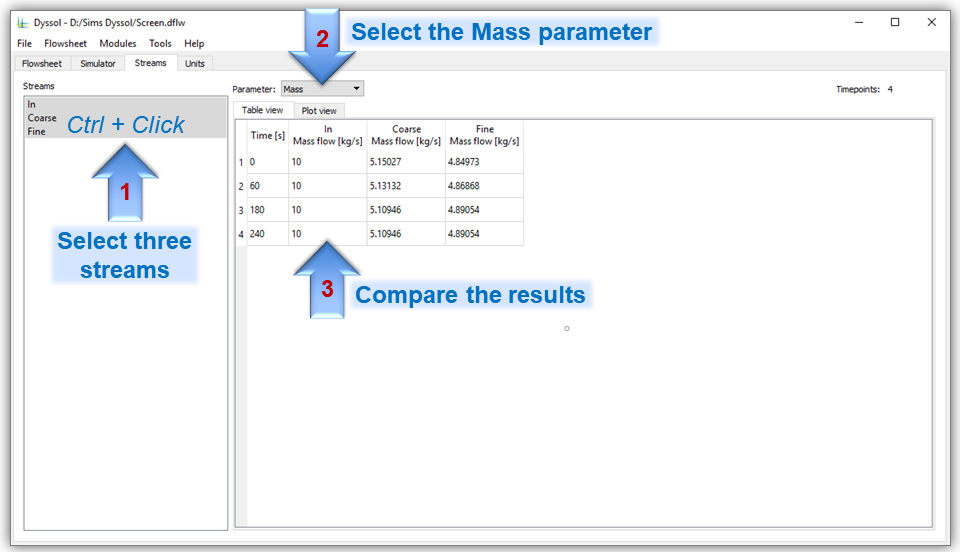 Dyssol - D:/Sims Dyssol/Screen.dflw
File Flowsheet Modules Tools Help
2 Select the Mass parameter
Flowsheet Simulator Streams Units
Streams
Parameter: Mass Timepoints: 4
In
Coarse
Fine
Ctrl + Click
Table view Plot view
Time [s] In Mass flow [kg/s] Coarse Mass flow [kg/s] Fine Mass flow [kg/s]
1 0 10 5.15027 4.84973
2 60 10 5.13132 4.86868
3 180 10 5.10946 4.89054
4 240 10 5.10946 4.89054
1
Select three
streams
3 Compare the results